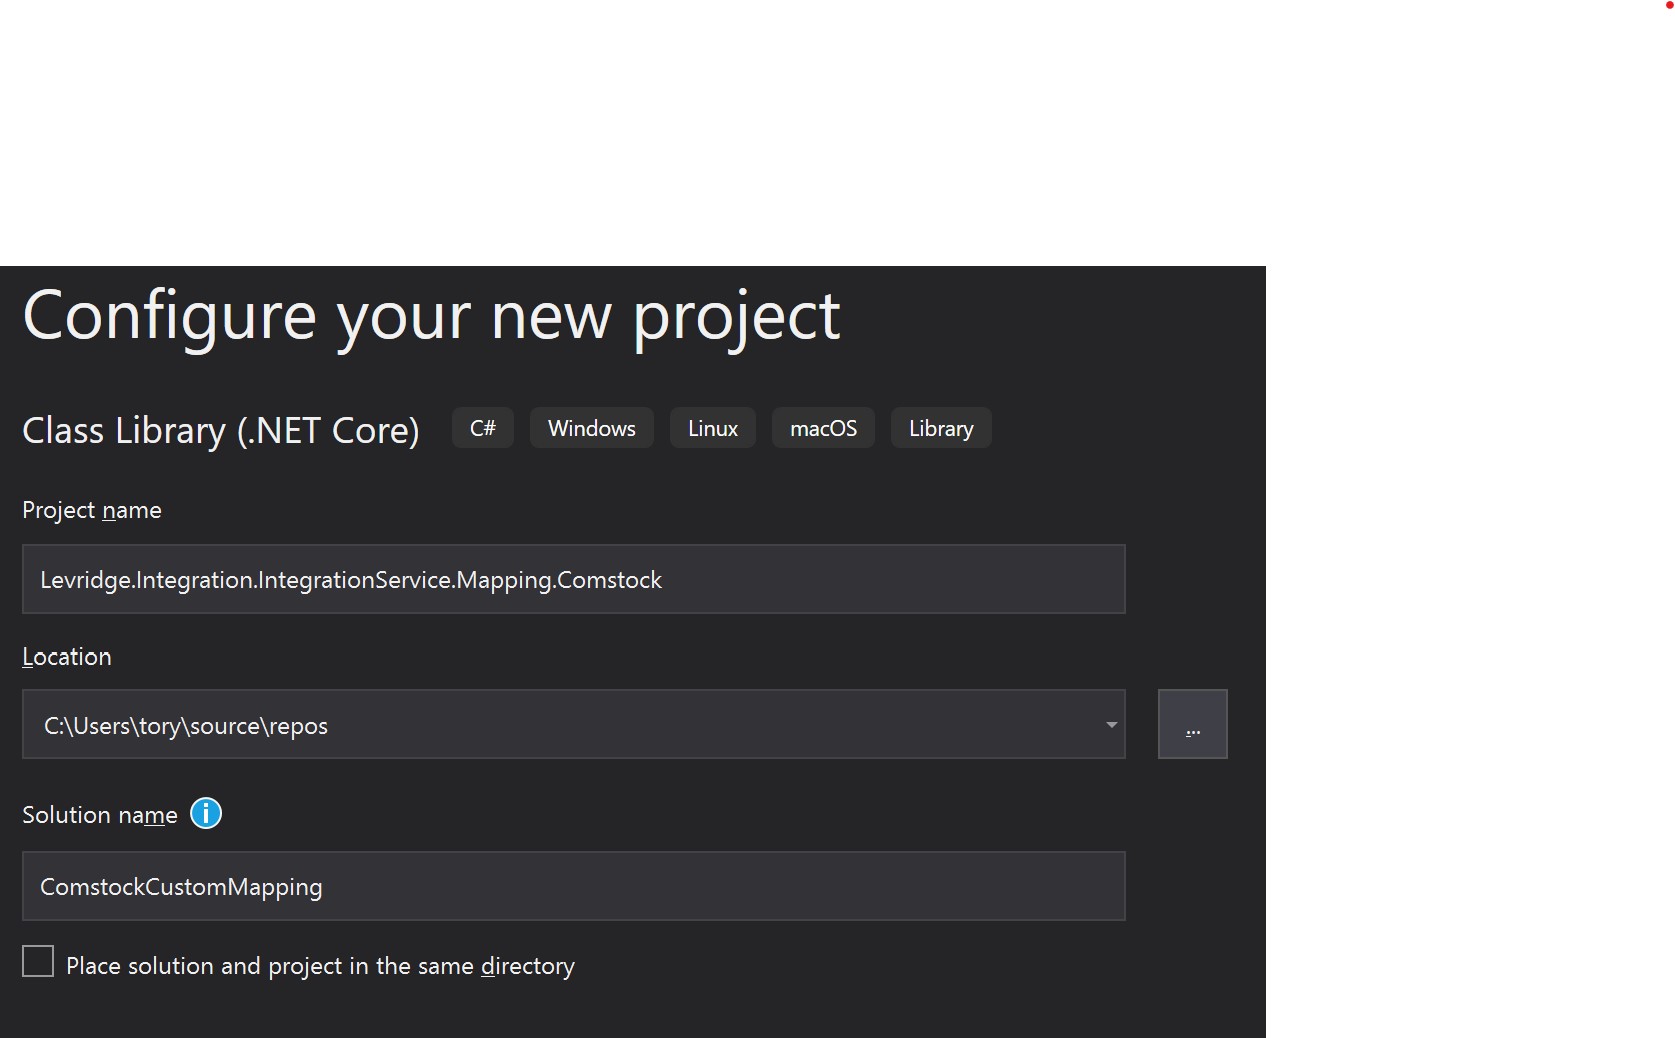 Configure your new project
Class Library (.NET Core) C# Windows Linux macOS Library
Project name
Levridge.Integration.IntegrationService.Mapping.Comstock
Location
C:\Users\tory\source\repos
...
Solution name
ComstockCustomMapping
Place solution and project in the same directory